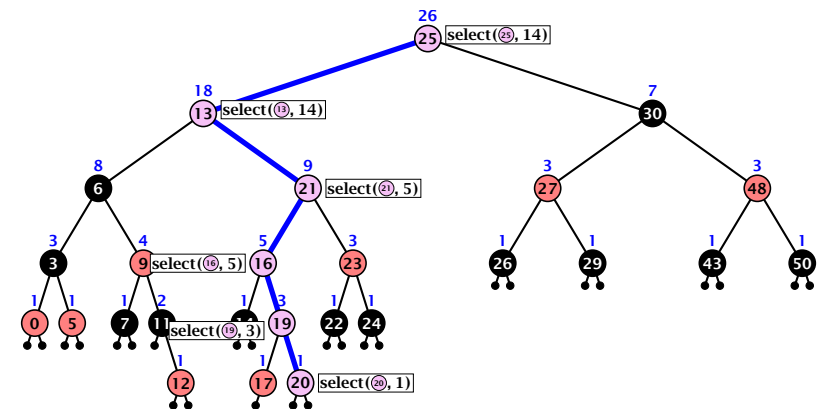 26
25 select(25, 14)
18 7
13 select(13, 14) 30
8 9 3 3
6 21 select(21, 5) 27 48
3 4 5 3 1 1 1 1
3 9 select(16, 5) 16 23 26 29 43 50
1 1 1 2 1 3 1 1
0 5 7 11 select(19, 3) 19 22 24
1 1 1
12 17 20 select(20, 1)